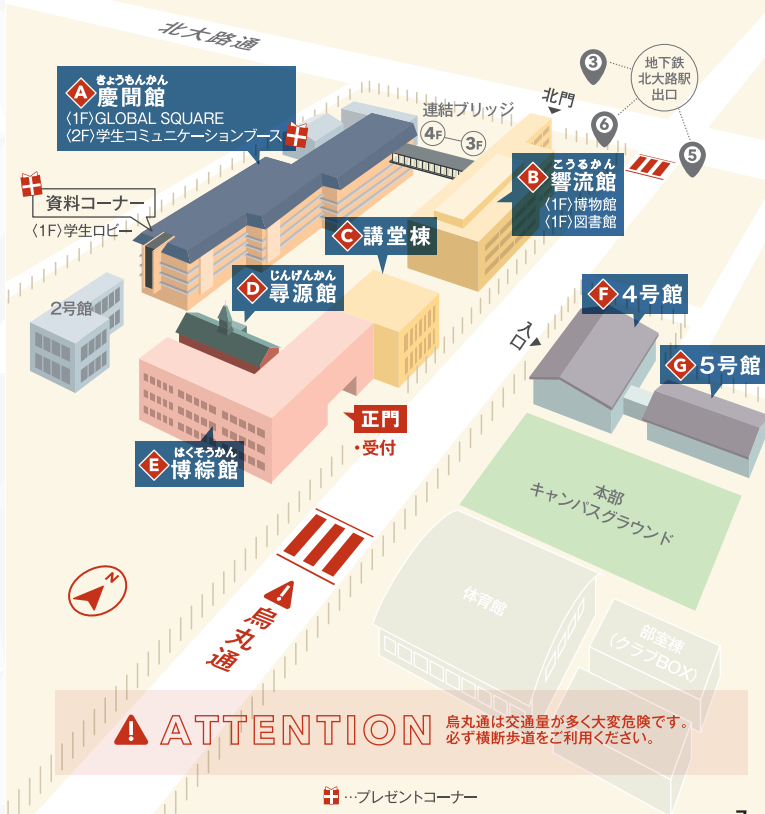 北大路通
きょうもんかん
A 慶聞館
〈1F〉GLOBAL SQUARE
〈2F〉学生コミュニケーションブース
連結ブリッジ
4F 3F
北門
3
地下鉄
北大路駅
出口
6
5
こうるかん
B 響流館
〈1F〉博物館
〈1F〉図書館
資料コーナー
〈1F〉学生ロビー
C 講堂棟
じんげんかん
D 尋源館
2号館
入口
F 4号館
G 5号館
正門
・受付
はくそうかん
E 博綜館
本部
キャンパスグラウンド
N
烏丸通
体育館
部室棟
(クラブBOX)
ATTENTION
烏丸通は交通量が多く大変危険です。
必ず横断歩道をご利用ください。
…プレゼントコーナー